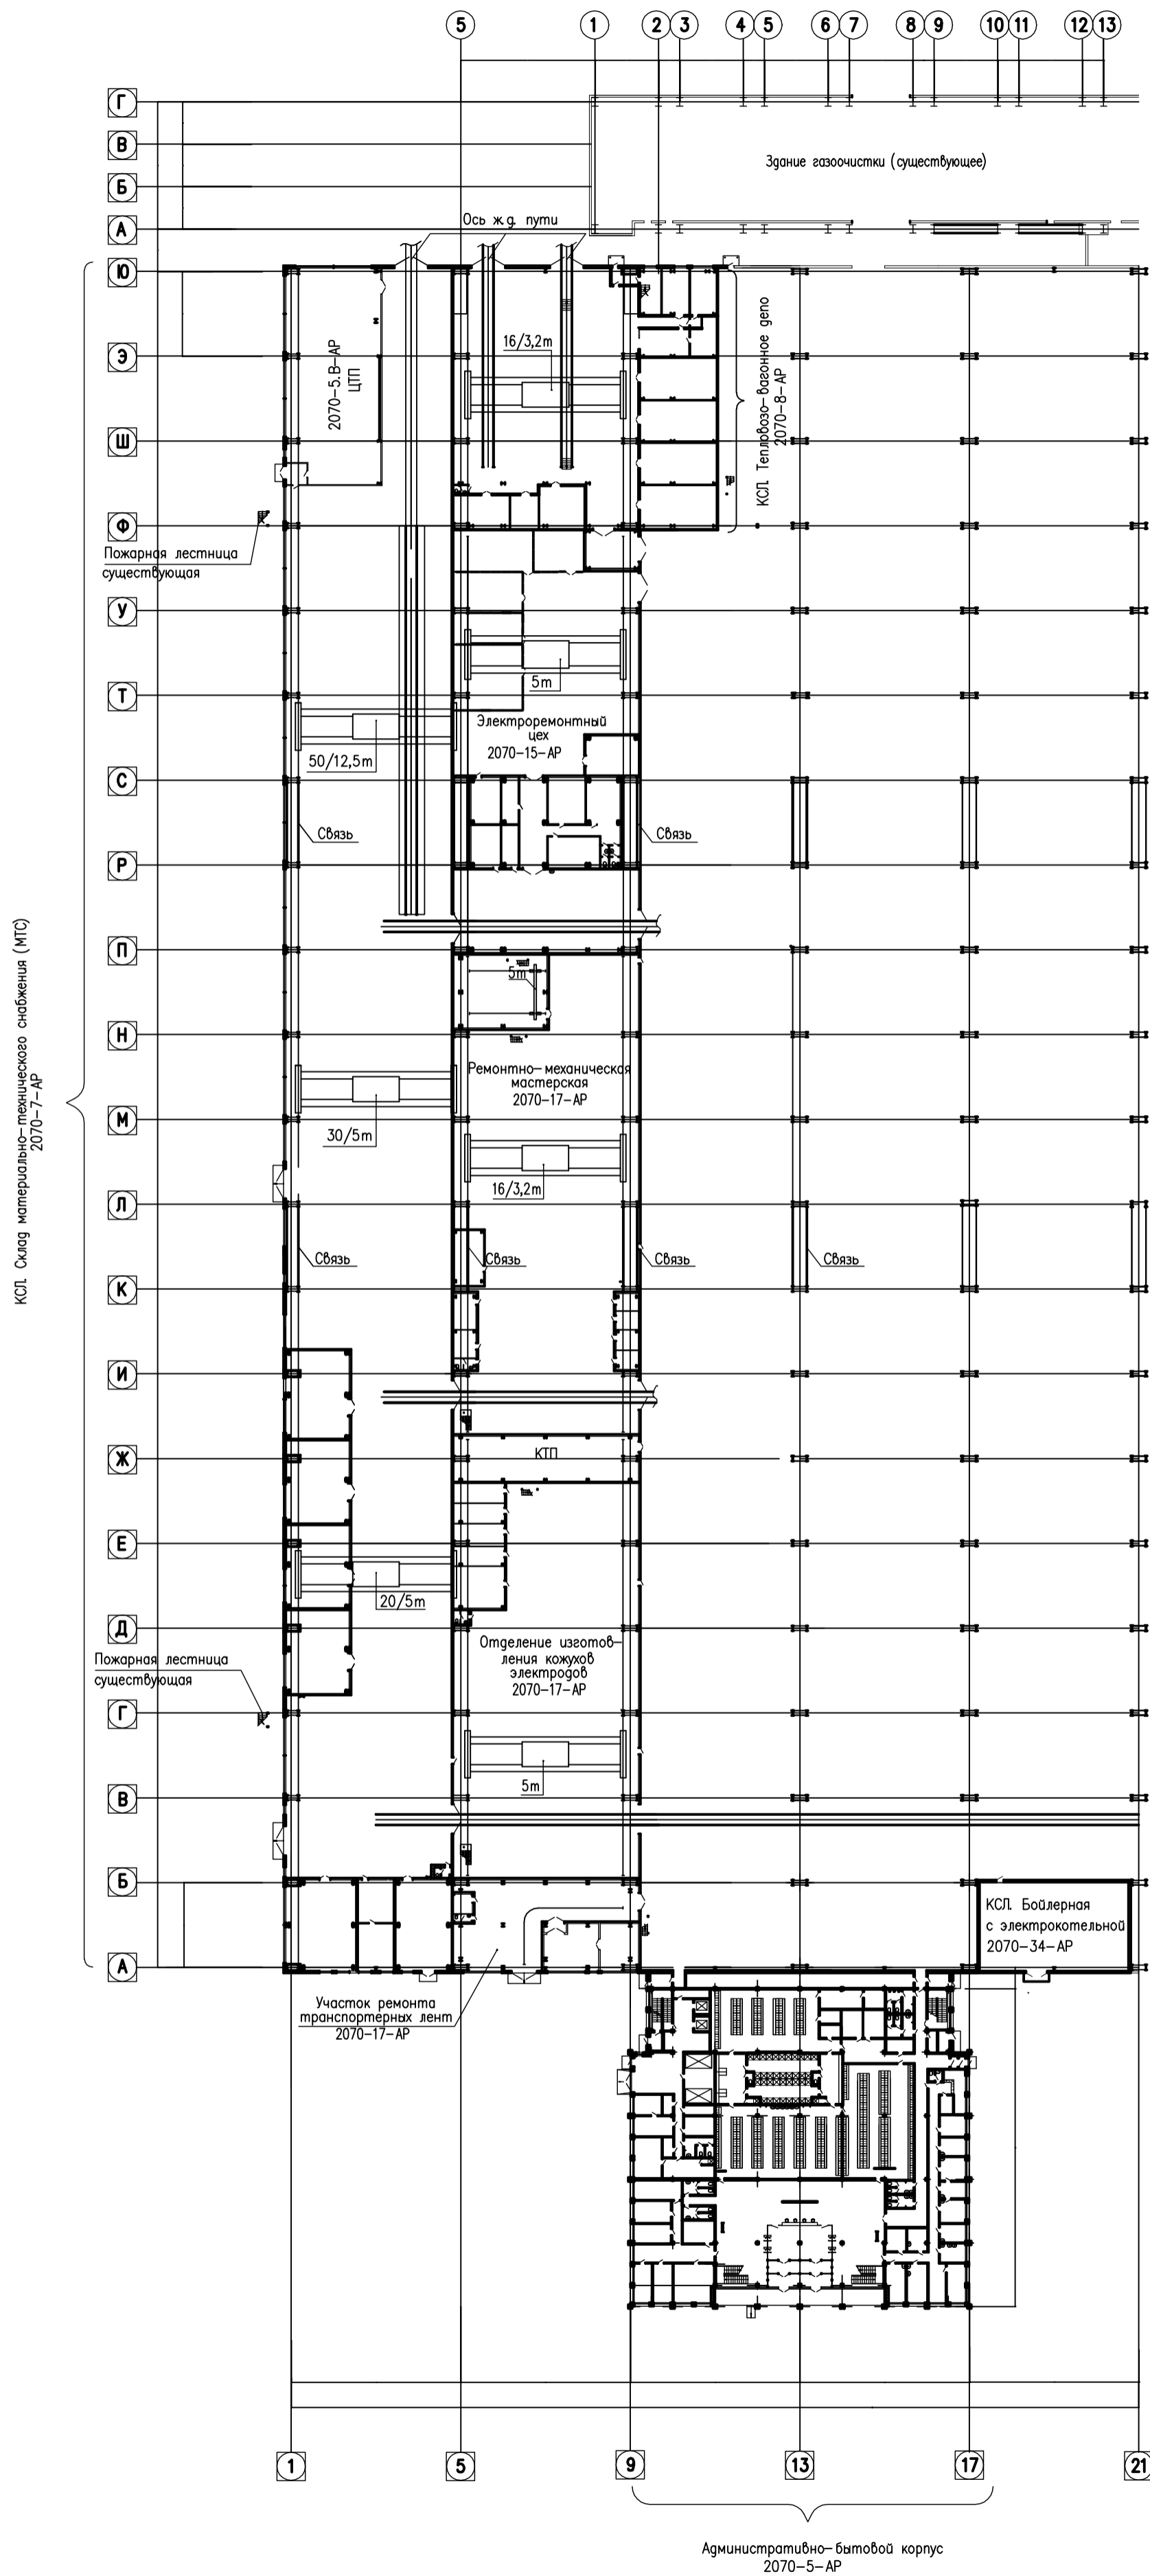 5
1
2
3
4
5
6
7
8
9
10
11
12
13
Г
В
Б
А
Здание газоочистки (существующее)
Ось ж.д. пути
Ю
Э
Ш
Ф
У
Т
С
Р
П
Н
М
Л
К
И
Ж
Е
Д
Г
В
Б
А
2070-5.В-АР
ЦТП
16/3,2т
КСЛ. Тепловозо-вагонное депо
2070-8-АР
Пожарная лестница
существующая
5т
Электроремонтный
цех
2070-15-АР
50/12,5т
Связь
Связь
5т
КСЛ. Склад материально-технического снабжения (МТС)
2070-7-АР
Ремонтно-механическая
мастерская
2070-17-АР
30/5т
16/3,2т
Связь
Связь
Связь
Связь
КТП
20/5т
Отделение изготов-
ления кожухов
электродов
2070-17-АР
Пожарная лестница
существующая
5т
КСЛ. Бойлерная
с электрокотельной
2070-34-АР
Участок ремонта
транспортерных лент
2070-17-АР
1
5
9
13
17
21
Административно-бытовой корпус
2070-5-АР